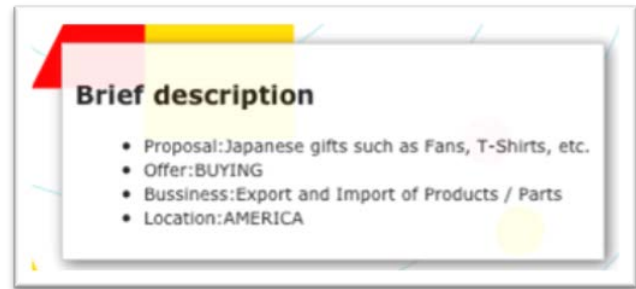 Brief description
• Proposal:Japanese gifts such as Fans, T-Shirts, etc.
• Offer:BUYING
• Bussiness:Export and Import of Products / Parts
• Location:AMERICA